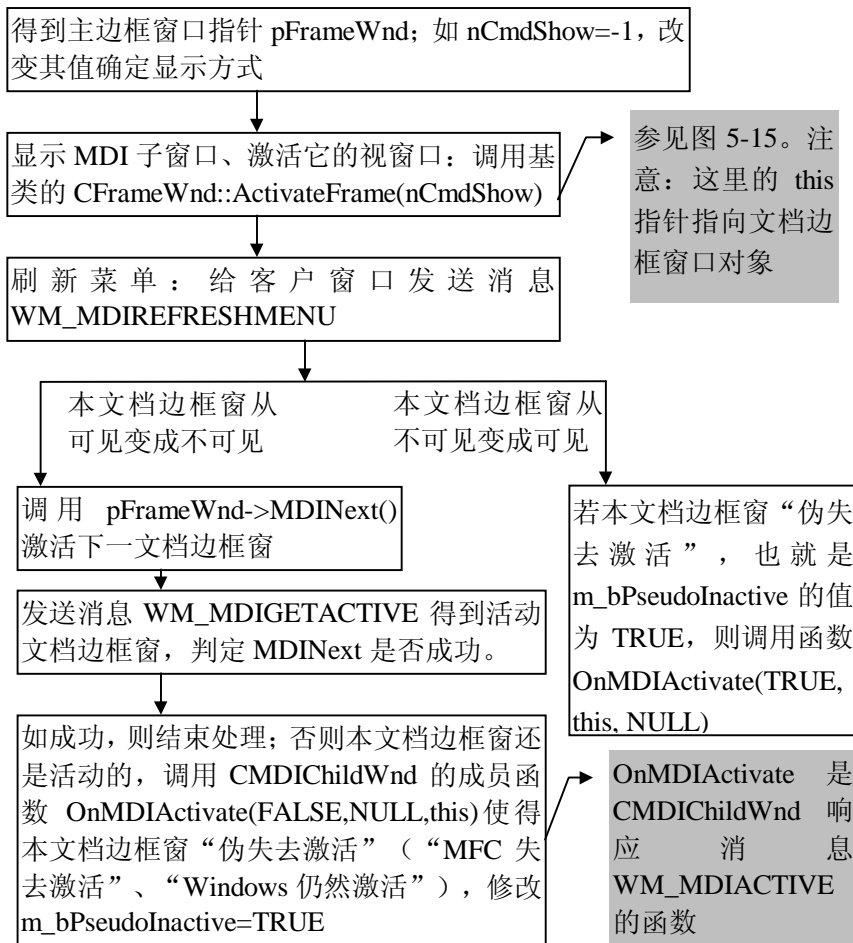 得到主边框窗口指针 pFrameWnd；如 nCmdShow=-1，改
变其值确定显示方式
显示 MDI 子窗口、激活它的视窗口：调用基
类的 CFrameWnd::ActivateFrame(nCmdShow)
参见图 5-15。注
意：这里的 this
指针指向文档边
框窗口对象
刷新菜单：给客户窗口发送消息
WM_MDIREFRESHMENU
本文档边框窗从
可见变成不可见
本文档边框窗从
不可见变成可见
调用 pFrameWnd->MDINext()
激活下一文档边框窗
发送消息 WM_MDIGETACTIVE 得到活动
文档边框窗，判定 MDINext 是否成功。
若本文档边框窗“伪失
去激活”，也就是
m_bPseudoInactive 的值
为 TRUE，则调用函数
OnMDIActivate(TRUE,
this, NULL)
如成功，则结束处理；否则本文档边框窗还
是活动的，调用 CMDIChildWnd 的成员函
数 OnMDIActivate(FALSE,NULL,this)使得
本文档边框窗“伪失去激活”（“MFC 失
去激活”、“Windows 仍然激活”），修改
m_bPseudoInactive=TRUE
OnMDIActivate 是
CMDIChildWnd 响
应消息
WM_MDIACTIVE
的函数